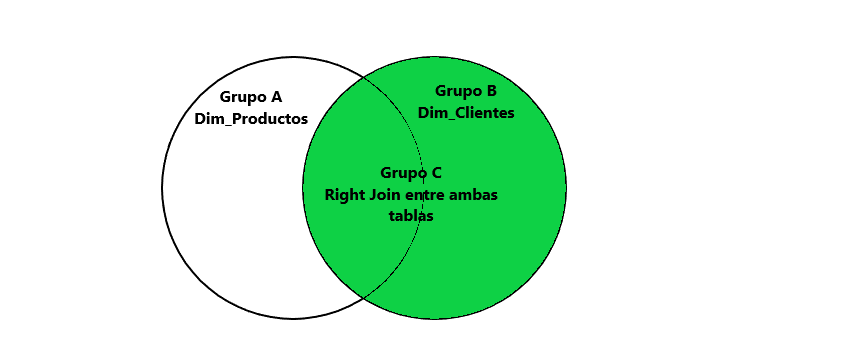 Grupo A
Dim_Productos
Grupo B
Dim_Clientes
Grupo C
Right Join entre ambas
tablas